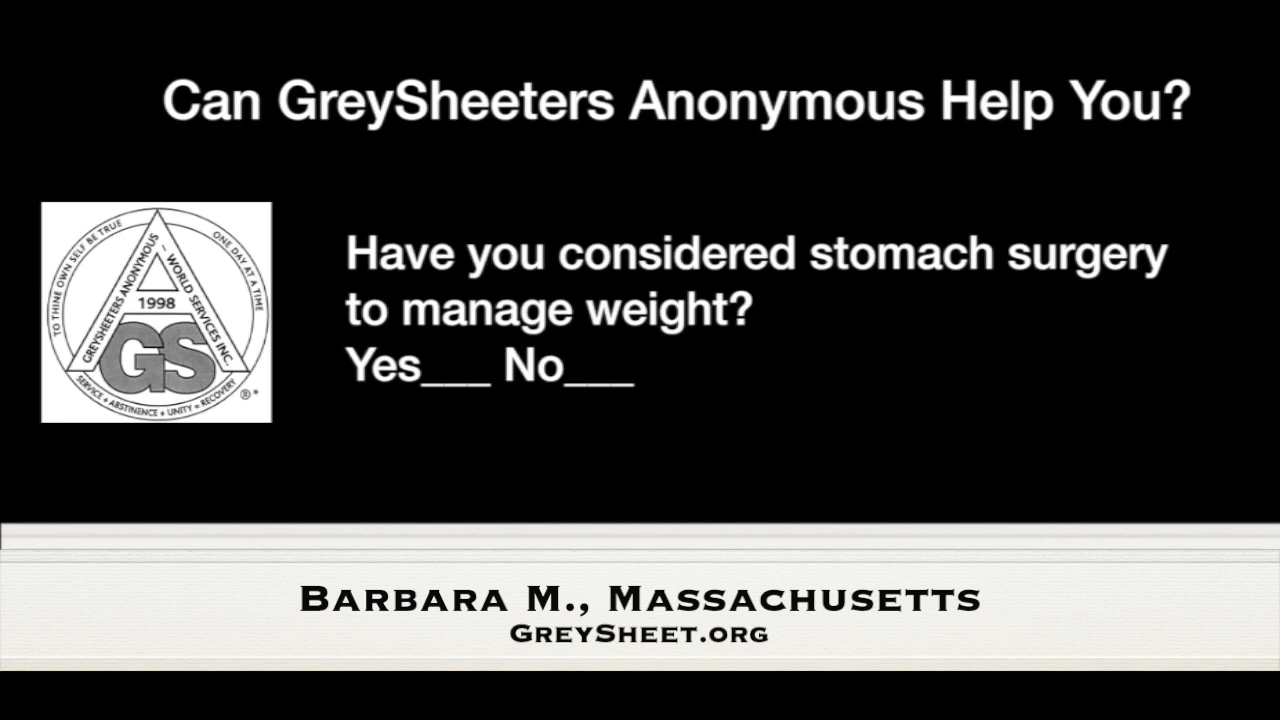 Can GreySheeters Anonymous Help You?
TO THINE OWN SELF BE TRUE
ONE DAY AT A TIME
GREYSHEETERS ANONYMOUS ~ WORLD SERVICES INC.
1998
GS
SERVICE + ABSTINENCE + UNITY = RECOVERY
®*
Have you considered stomach surgery
to manage weight?
Yes___ No___
BARBARA M., MASSACHUSETTS
GREYSHEET.ORG